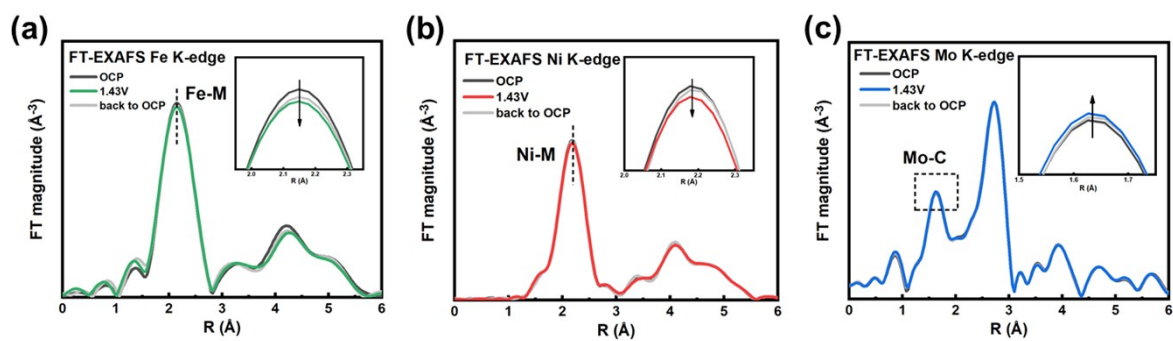 (a)
FT-EXAFS Fe K-edge
OCP
1.43V
back to OCP
Fe-M
2.0 2.1 2.2 2.3
R (Å)
FT magnitude (Å⁻³)
0 1 2 3 4 5 6
R (Å)
(b)
FT-EXAFS Ni K-edge
OCP
1.43V
back to OCP
Ni-M
2.0 2.1 2.2 2.3
R (Å)
FT magnitude (Å⁻³)
0 1 2 3 4 5 6
R (Å)
(c)
FT-EXAFS Mo K-edge
OCP
1.43V
back to OCP
Mo-C
1.5 1.6 1.7
R (Å)
FT magnitude (Å⁻³)
0 1 2 3 4 5 6
R (Å)